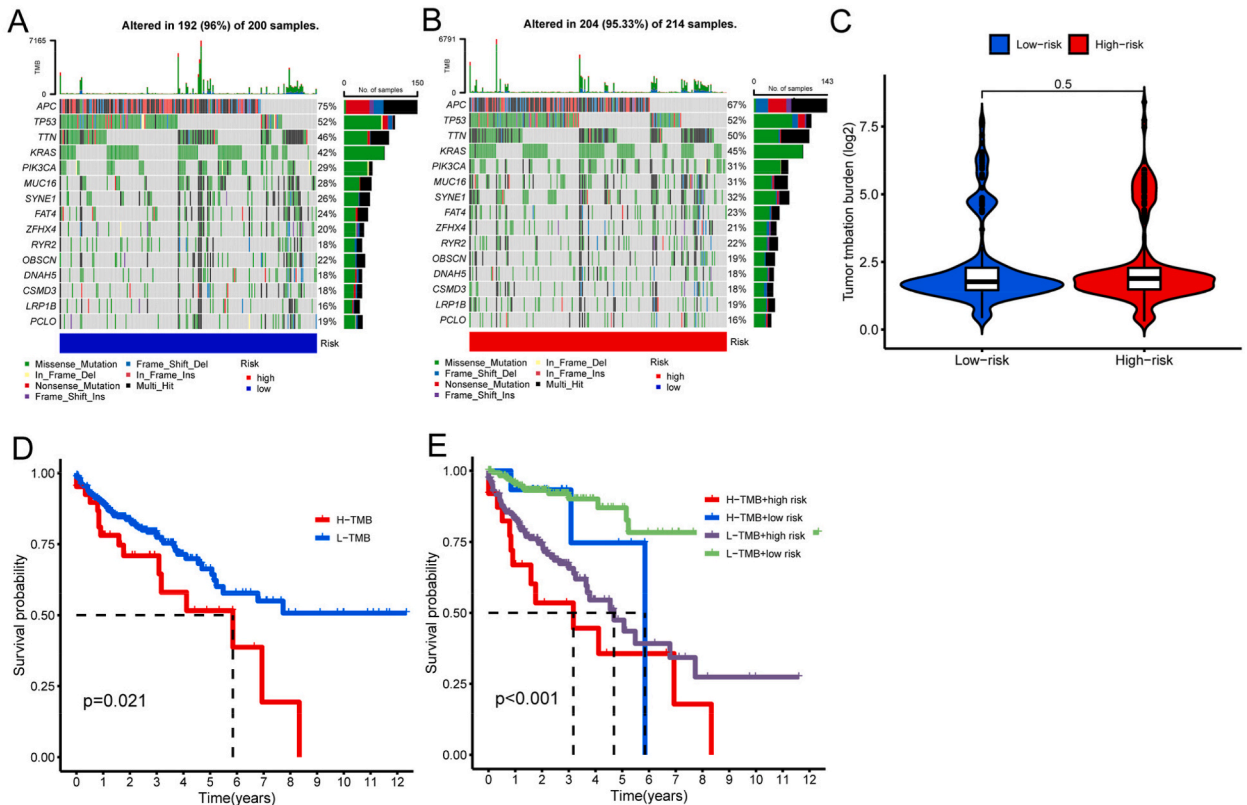 A
Altered in 192 (96%) of 200 samples.
7165
TMB
0
0 150
No. of samples
APC 75%
TP53 52%
TTN 46%
KRAS 42%
PIK3CA 29%
MUC16 28%
SYNE1 26%
FAT4 24%
ZFHX4 20%
RYR2 18%
OBSCN 22%
DNAH5 18%
CSMD3 18%
LRP1B 16%
PCLO 19%
Risk
Missense_Mutation Frame_Shift_Del Risk
In_Frame_Del In_Frame_Ins high
Nonsense_Mutation Multi_Hit low
Frame_Shift_Ins
B
Altered in 204 (95.33%) of 214 samples.
6791
TMB
0
0 143
No. of samples
APC 67%
TP53 52%
TTN 50%
KRAS 45%
PIK3CA 31%
MUC16 31%
SYNE1 32%
FAT4 23%
ZFHX4 21%
RYR2 22%
OBSCN 19%
DNAH5 18%
CSMD3 19%
LRP1B 19%
PCLO 16%
Risk
Missense_Mutation In_Frame_Del Risk
Frame_Shift_Del In_Frame_Ins high
Nonsense_Mutation Multi_Hit low
Frame_Shift_Ins
C
Low-risk High-risk
0.5
7.5
5.0
2.5
0.0
Tumor tmbation burden (log2)
Low-risk High-risk
D
1.00
0.75
0.50
0.25
0.00
Survival probability
H-TMB
L-TMB
p=0.021
0 1 2 3 4 5 6 7 8 9 10 11 12
Time(years)
E
1.00
0.75
0.50
0.25
0.00
Survival probability
H-TMB+high risk
H-TMB+low risk
L-TMB+high risk
L-TMB+low risk
p<0.001
0 1 2 3 4 5 6 7 8 9 10 11 12
Time(years)